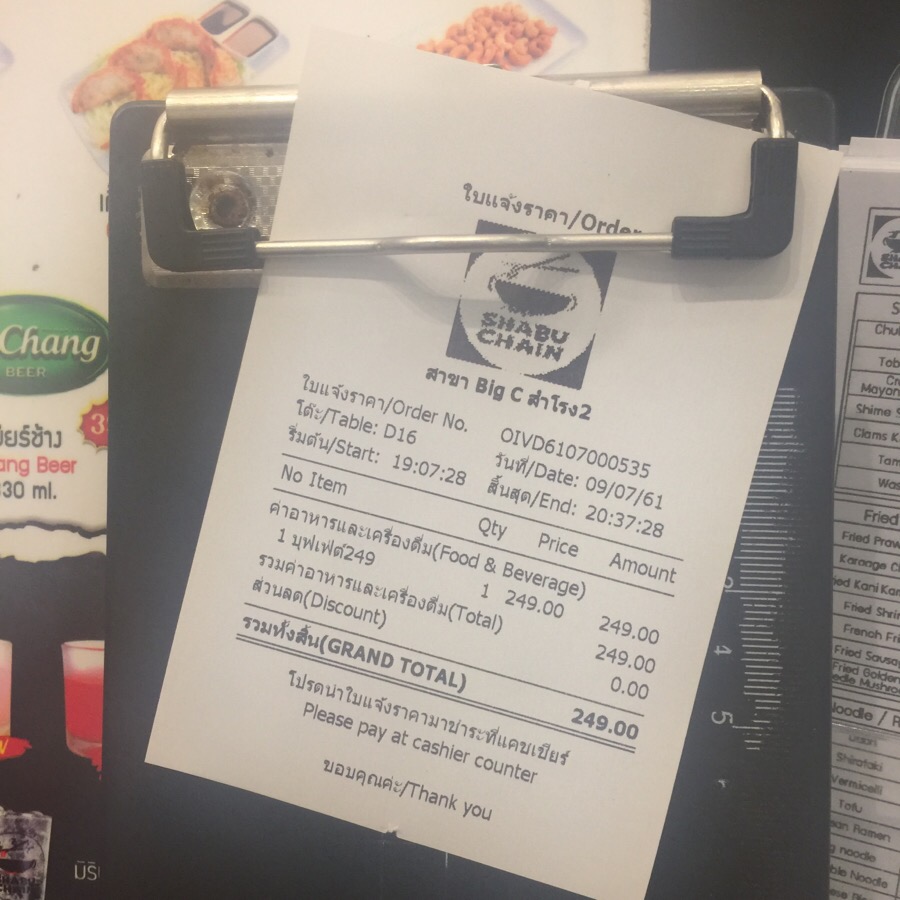 ใบแจ้งราคา/Order
SHABU
CHAIN
สาขา Big C สำโรง2
ใบแจ้งราคา/Order No. OIVD6107000535
โต๊ะ/Table: D16 วันที่/Date: 09/07/61
เริ่มต้น/Start: 19:07:28 สิ้นสุด/End: 20:37:28
No Item Qty Price Amount
ค่าอาหารและเครื่องดื่ม(Food & Beverage)
1 บุฟเฟ่ต์249 1 249.00 249.00
รวมค่าอาหารและเครื่องดื่ม(Total) 249.00
ส่วนลด(Discount) 0.00
รวมทั้งสิ้น(GRAND TOTAL) 249.00
โปรดนำใบแจ้งราคามาชำระที่แคชเชียร์
Please pay at cashier counter
ขอบคุณค่ะ/Thank you
Chang
BEER
เบียร์ช้าง
Beer
ml.
3
4
5
Fried
Fried
Karaage
Fried
French
Fried
Fried Golden
Noodle /
Udon
Shirataki
Vermicelli
Tofu
Ramen
noodle
Noodle